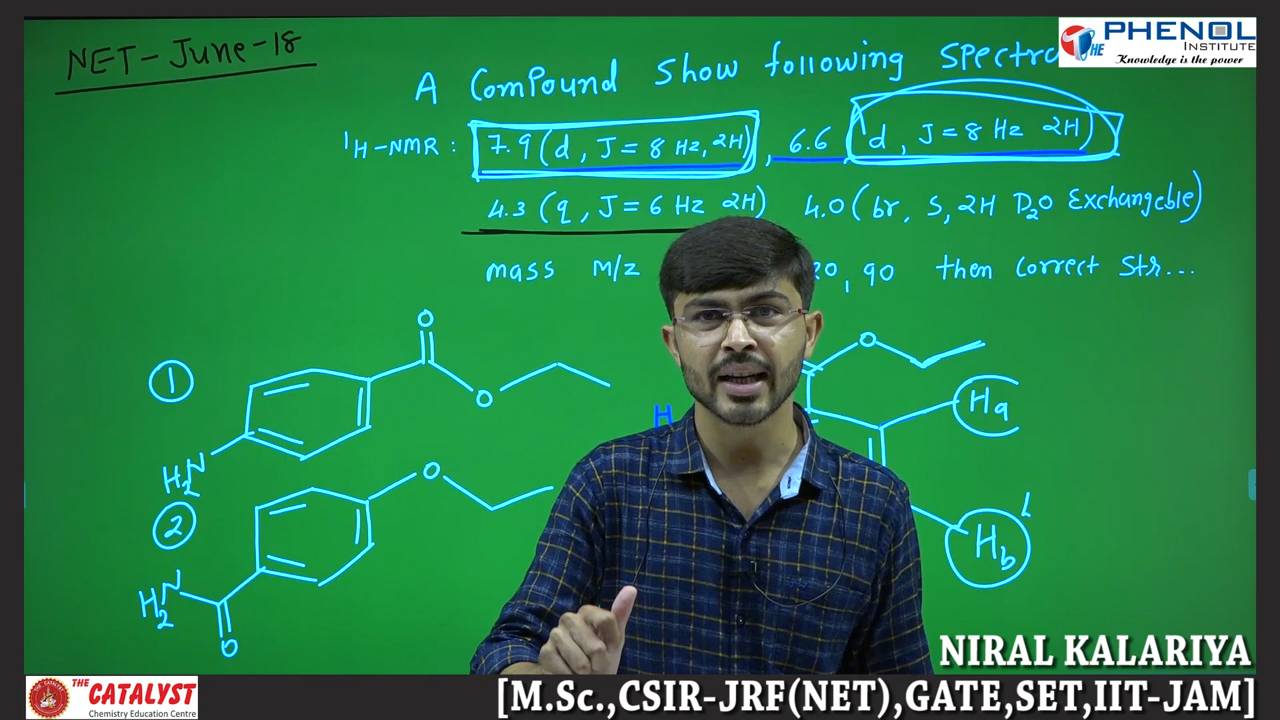 NET-June-18
THE PHENOL
INSTITUTE
Knowledge is the power
A Compound Show following Spectra
¹H-NMR : 7.9 (d, J = 8 Hz, 2H), 6.6 (d, J = 8 Hz 2H)
4.3 (q, J = 6 Hz 2H) 4.0 (br, S, 2H D₂O Exchangeble)
mass M/z 20, 90 then Correct Str...
①
O
O
H₂N
②
O
H₂N
O
H
O
Ha
Hb
THE CATALYST
Chemistry Education Centre
NIRAL KALARIYA
[M.Sc.,CSIR-JRF(NET),GATE,SET,IIT-JAM]